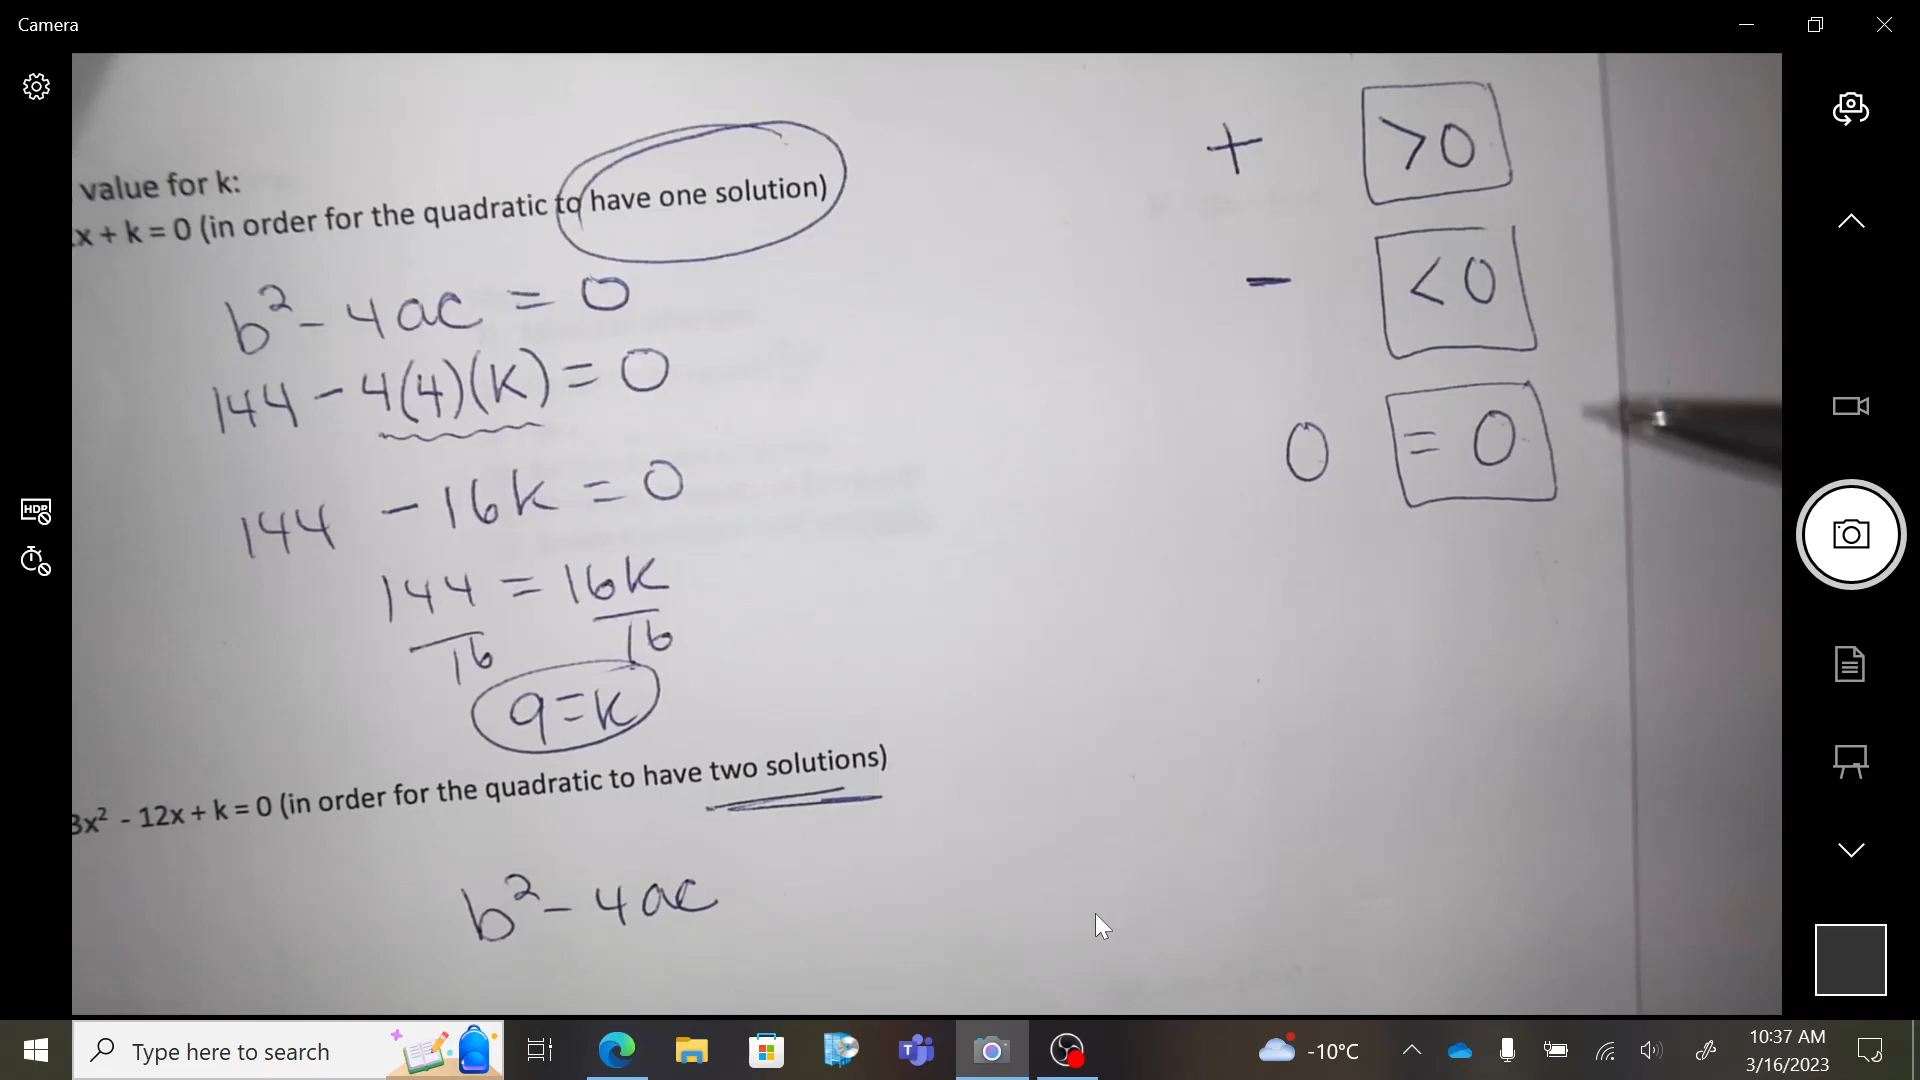 Camera
value for k:
x + k = 0 (in order for the quadratic to have one solution)
b² - 4ac = 0
144 - 4(4)(k) = 0
144 - 16k = 0
144 = 16k
16 16
9 = k
3x² - 12x + k = 0 (in order for the quadratic to have two solutions)
b² - 4ac
+ >0
- <0
0 = 0
HDR
Type here to search
-10°C
10:37 AM
3/16/2023